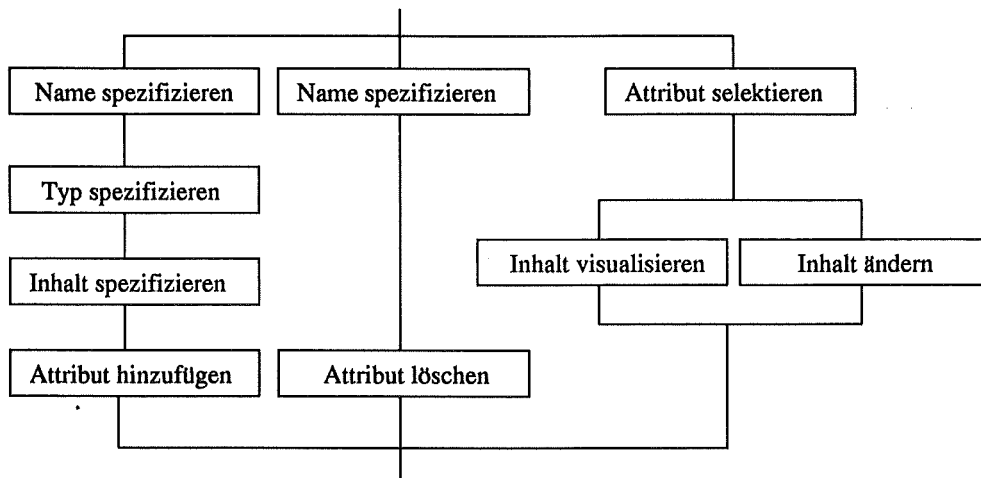 Name spezifizieren
Name spezifizieren
Attribut selektieren
Typ spezifizieren
Inhalt visualisieren
Inhalt ändern
Inhalt spezifizieren
Attribut hinzufügen
Attribut löschen